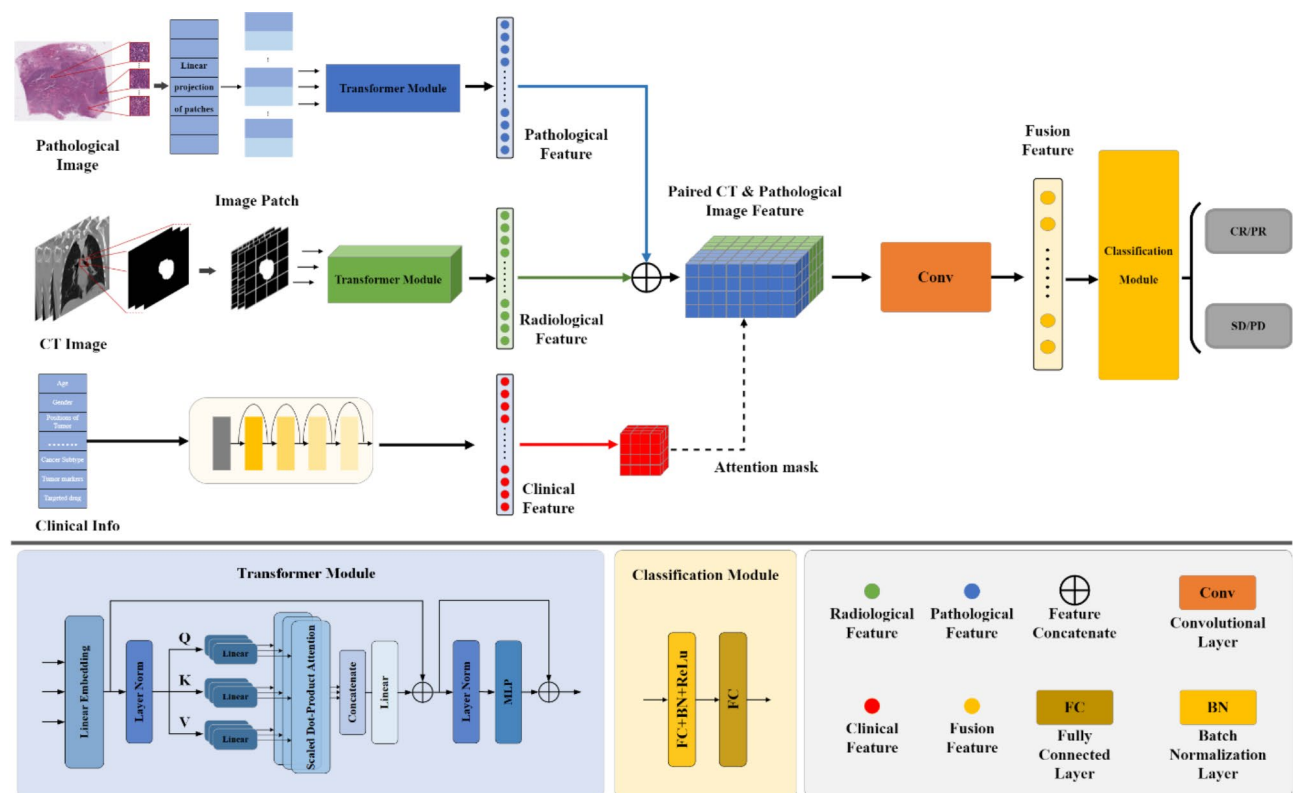 Linear
projection
of patches
Transformer Module
Pathological
Image
Pathological
Feature
Fusion
Feature
Image Patch
Paired CT & Pathological
Image Feature
Transformer Module
Conv
Classification
Module
CR/PR
SD/PD
CT Image
Radiological
Feature
Age
Gender
Positions of
Tumor
.......
Cancer Subtype
Tumor markers
Targeted drug
Clinical Info
Clinical
Feature
Attention mask
Transformer Module
Linear Embedding
Layer Norm
Q
K
V
Linear
Linear
Linear
Scaled Dot-Product Attention
Concatenate
Linear
Layer Norm
MLP
Classification Module
FC+BN+ReLu
FC
Radiological
Feature
Pathological
Feature
Feature
Concatenate
Conv
Convolutional
Layer
Clinical
Feature
Fusion
Feature
FC
Fully
Connected
Layer
BN
Batch
Normalization
Layer